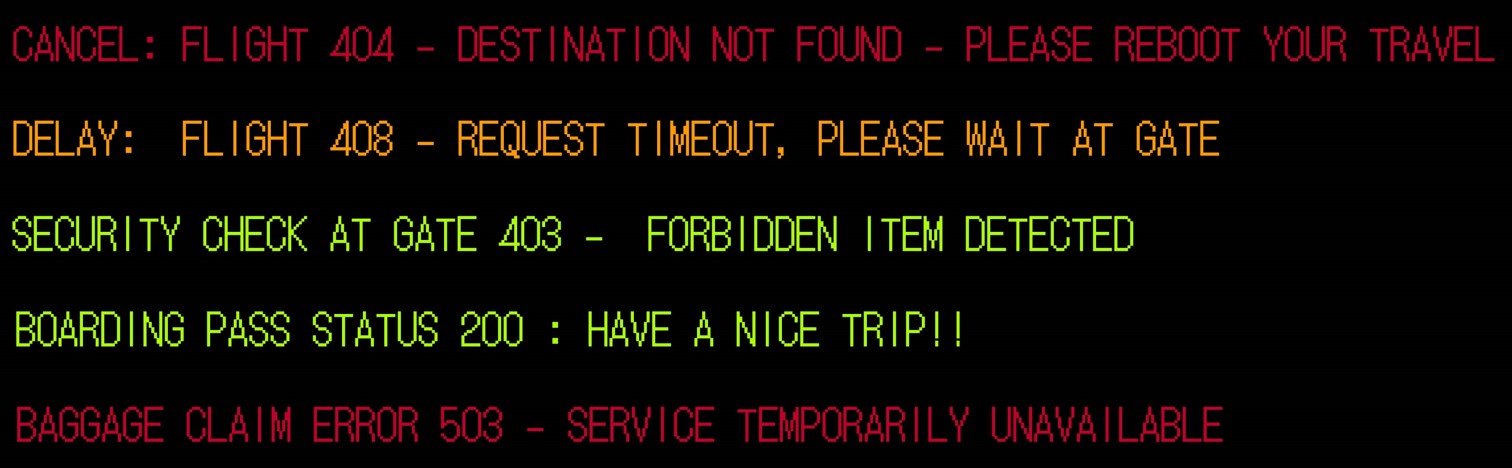 CANCEL: FLIGHT 404 - DESTINATION NOT FOUND - PLEASE REBOOT YOUR TRAVEL
DELAY: FLIGHT 408 - REQUEST TIMEOUT, PLEASE WAIT AT GATE
SECURITY CHECK AT GATE 403 - FORBIDDEN ITEM DETECTED
BOARDING PASS STATUS 200 : HAVE A NICE TRIP!!
BAGGAGE CLAIM ERROR 503 - SERVICE TEMPORARILY UNAVAILABLE